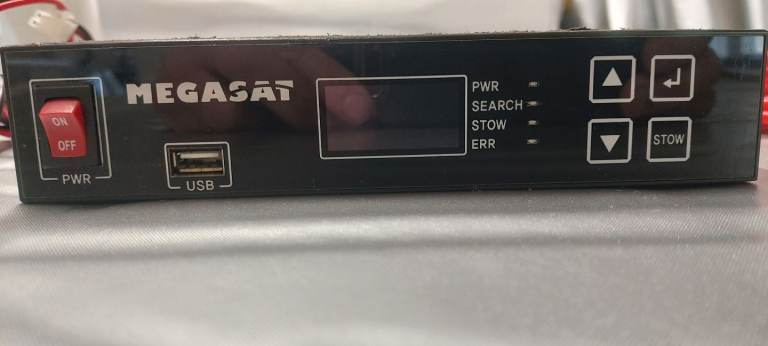 MEGASAT
ON
OFF
PWR
USB
PWR
SEARCH
STOW
ERR
STOW